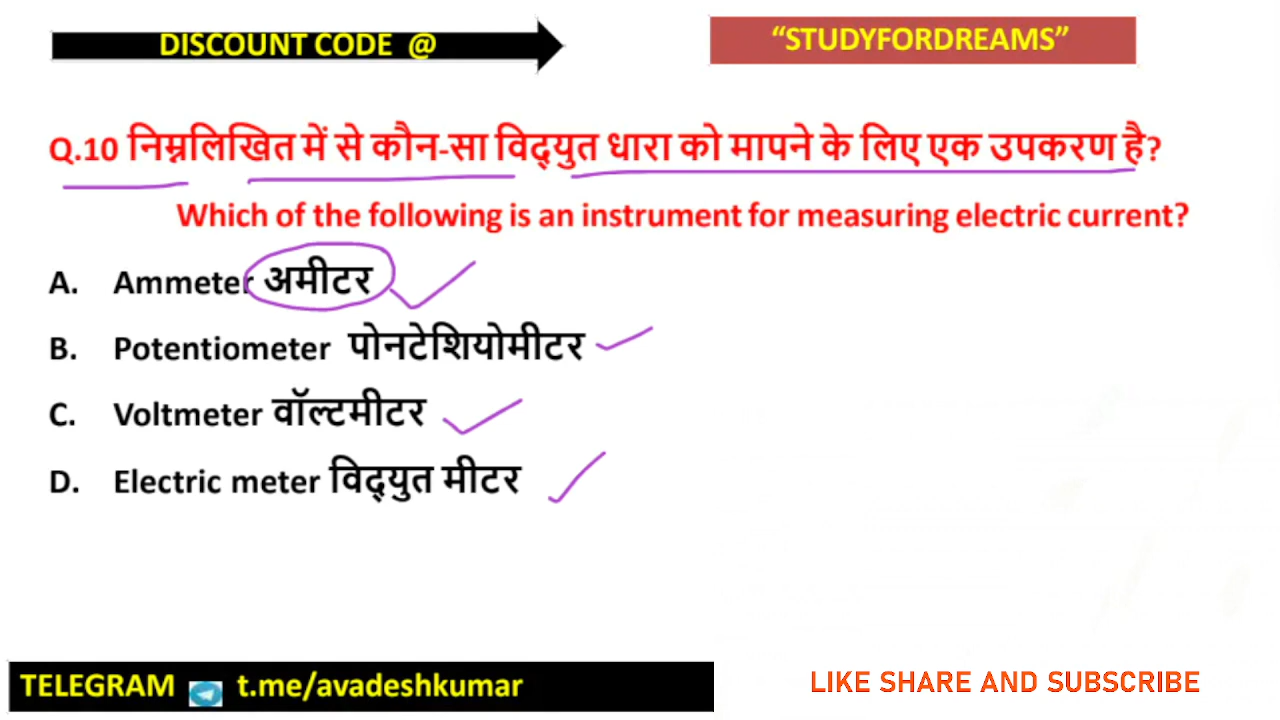 DISCOUNT CODE @
“STUDYFORDREAMS”
Q.10 निम्नलिखित में से कौन-सा विद्युत धारा को मापने के लिए एक उपकरण है?
Which of the following is an instrument for measuring electric current?
A. Ammeter अमीटर
B. Potentiometer पोनटेशियोमीटर
C. Voltmeter वॉल्टमीटर
D. Electric meter विद्युत मीटर
TELEGRAM t.me/avadeshkumar
LIKE SHARE AND SUBSCRIBE